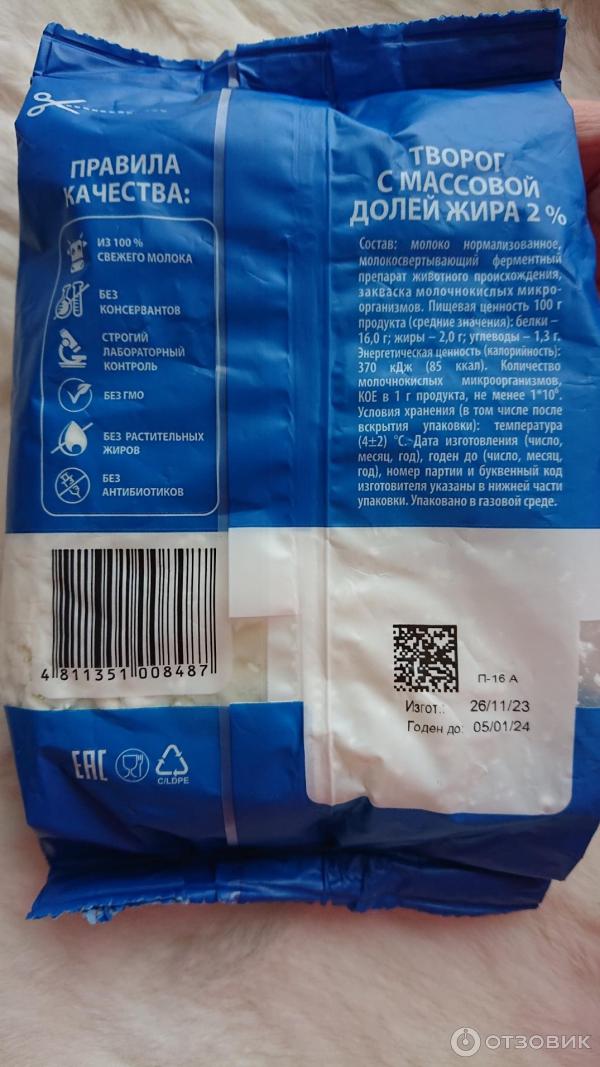 ПРАВИЛА
КАЧЕСТВА:
ИЗ 100 %
СВЕЖЕГО МОЛОКА
БЕЗ
КОНСЕРВАНТОВ
СТРОГИЙ
ЛАБОРАТОРНЫЙ
КОНТРОЛЬ
БЕЗ ГМО
БЕЗ РАСТИТЕЛЬНЫХ
ЖИРОВ
БЕЗ
АНТИБИОТИКОВ
ТВОРОГ
С МАССОВОЙ
ДОЛЕЙ ЖИРА 2 %
Состав: молоко нормализованное,
молокосвертывающий ферментный
препарат животного происхождения,
закваска молочнокислых микро-
организмов. Пищевая ценность 100 г
продукта (средние значения): белки –
16,0 г; жиры – 2,0 г; углеводы – 1,3 г.
Энергетическая ценность (калорийность):
370 кДж (85 ккал). Количество
молочнокислых микроорганизмов,
КОЕ в 1 г продукта, не менее 1*10⁶.
Условия хранения (в том числе после
вскрытия упаковки): температура
(4±2) °С. Дата изготовления (число,
месяц, год), годен до (число, месяц,
год), номер партии и буквенный код
изготовителя указаны в нижней части
упаковки. Упаковано в газовой среде.
4 811351 008487
П-16 А
Изгот.: 26/11/23
Годен до: 05/01/24
EAC
C/LDPE
ОТЗОВИК